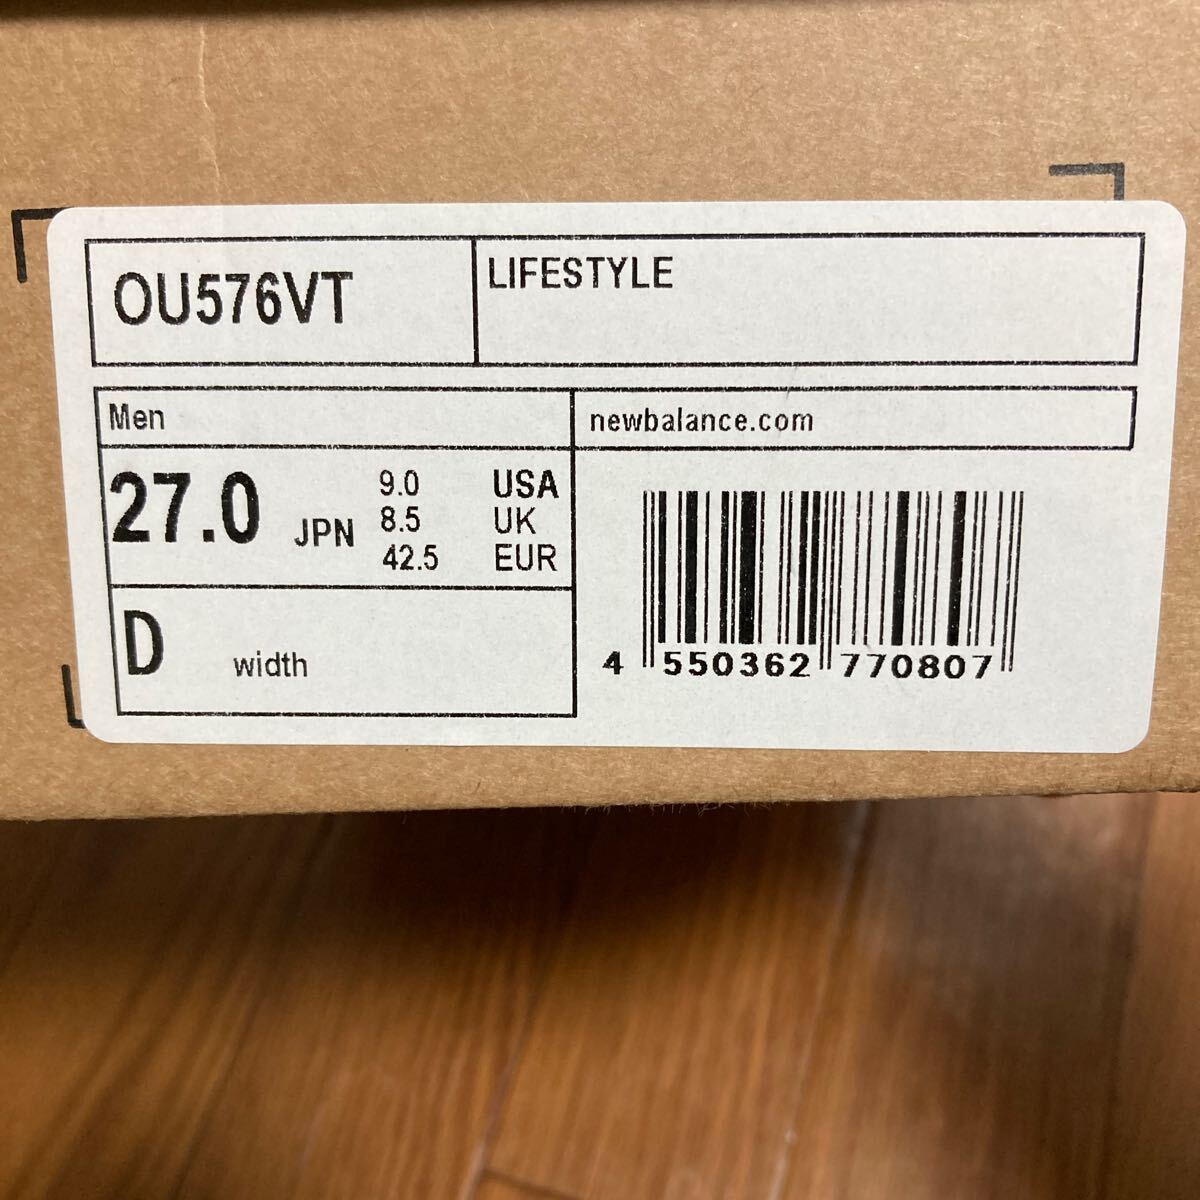 OU576VT
LIFESTYLE
Men
newbalance.com
27.0 JPN
9.0 USA
8.5 UK
42.5 EUR
D width
4 550362 770807